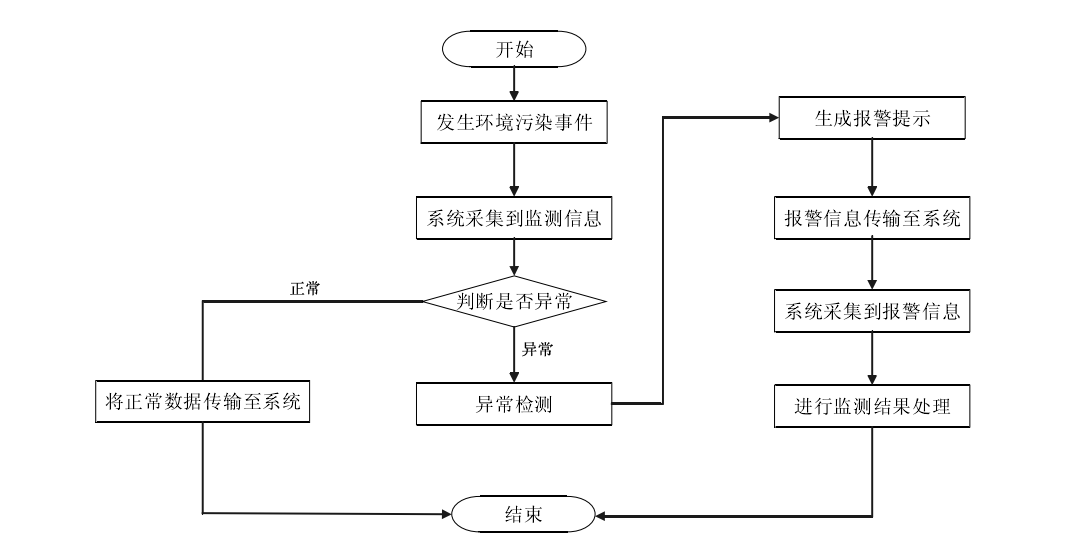 开始
发生环境污染事件
系统采集到监测信息
判断是否异常
正常
将正常数据传输至系统
异常
异常检测
生成报警提示
报警信息传输至系统
系统采集到报警信息
进行监测结果处理
结束